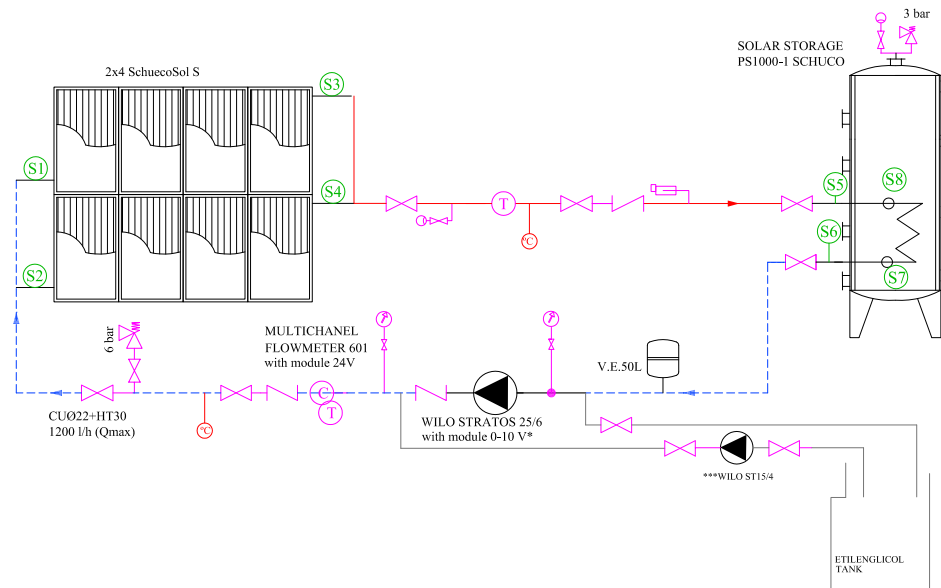 3 bar
SOLAR STORAGE
PS1000-1 SCHUCO
2x4 SchuecoSol S
S3
S1
S4
S5
S8
T
ºC
S6
S2
S7
6 bar
MULTICHANEL
FLOWMETER 601
with module 24V
V.E.50L
C
T
CUØ22+HT30
1200 l/h (Qmax)
ºC
WILO STRATOS 25/6
with module 0-10 V*
***WILO ST15/4
ETILENGLICOL
TANK